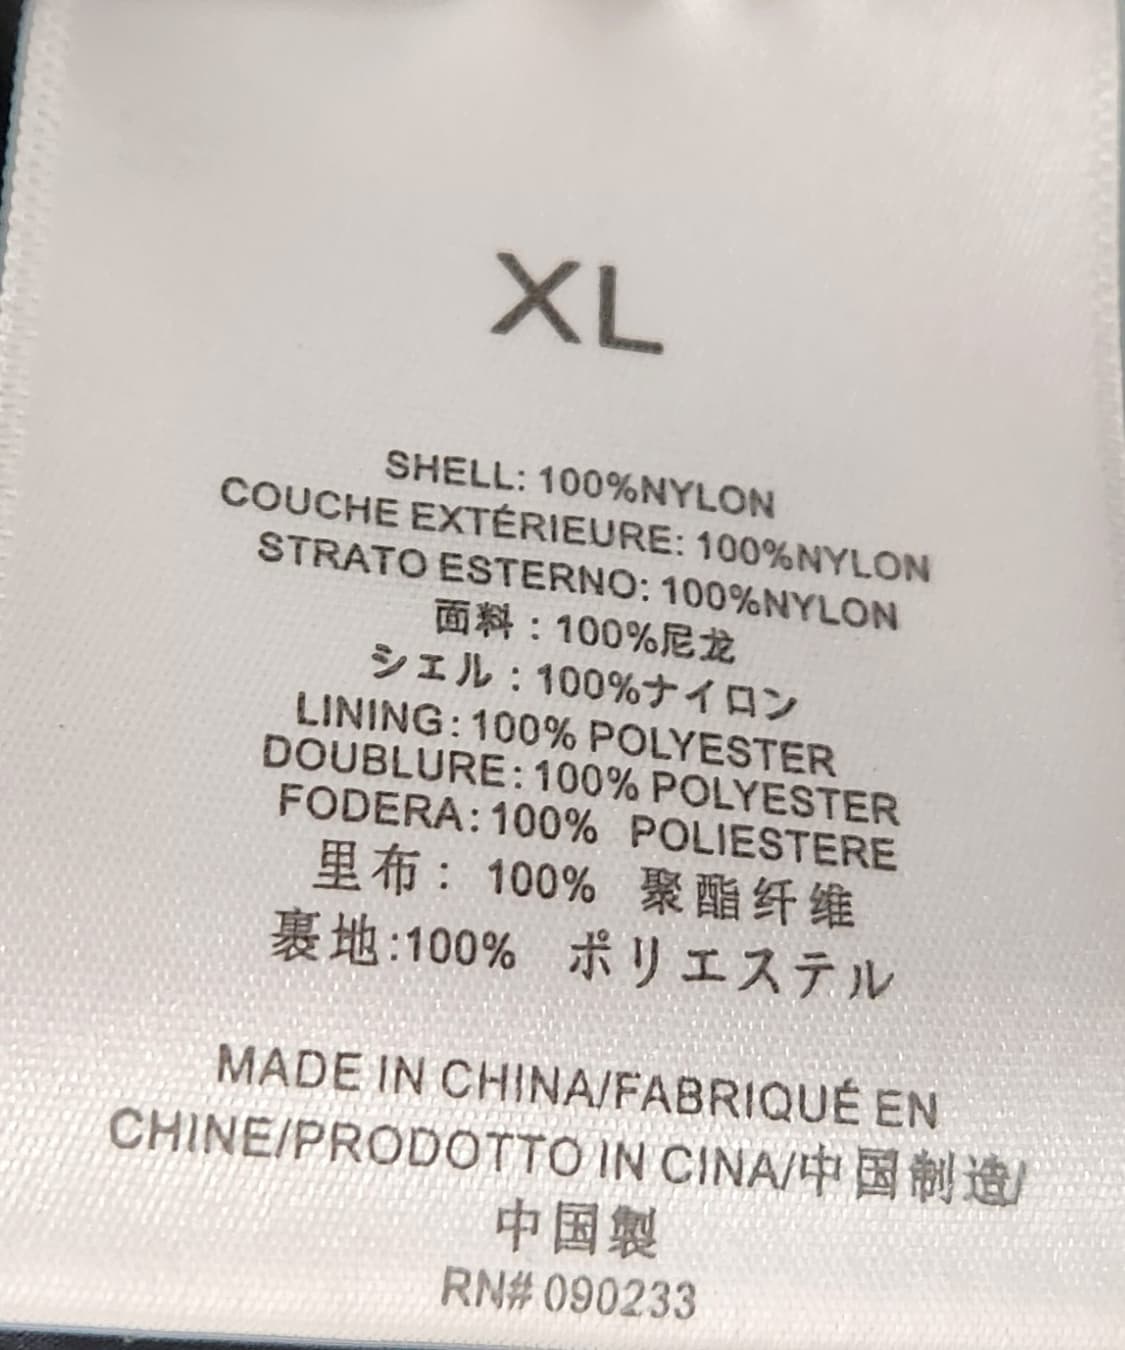 XL
SHELL: 100%NYLON
COUCHE EXTÉRIEURE: 100%NYLON
STRATO ESTERNO: 100%NYLON
面料：100%尼龙
シェル：100%ナイロン
LINING: 100% POLYESTER
DOUBLURE: 100% POLYESTER
FODERA: 100% POLIESTERE
里布： 100% 聚酯纤维
裏地:100% ポリエステル
MADE IN CHINA/FABRIQUÉ EN
CHINE/PRODOTTO IN CINA/中国制造/
中国製
RN# 090233